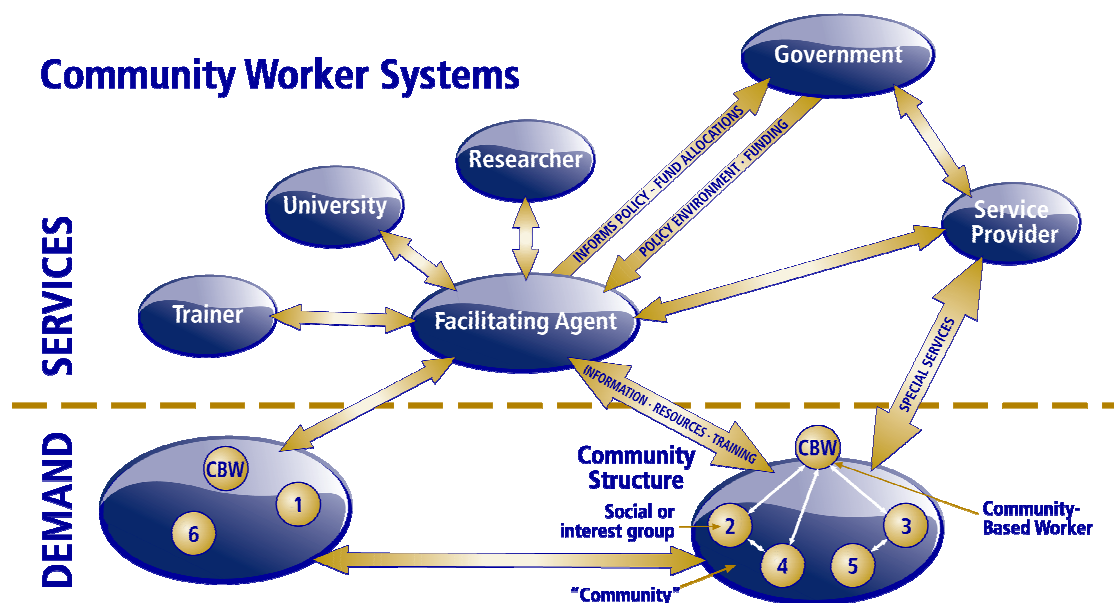 Community Worker Systems
Government
Researcher
University
Service
Provider
Trainer
Facilitating Agent
INFORMS POLICY - FUND ALLOCATIONS
POLICY ENVIRONMENT · FUNDING
SERVICES
INFORMATION · RESOURCES · TRAINING
SPECIAL SERVICES
DEMAND
CBW
1
6
Community
Structure
CBW
Social or
interest group
2
3
4
5
Community-
Based Worker
"Community"